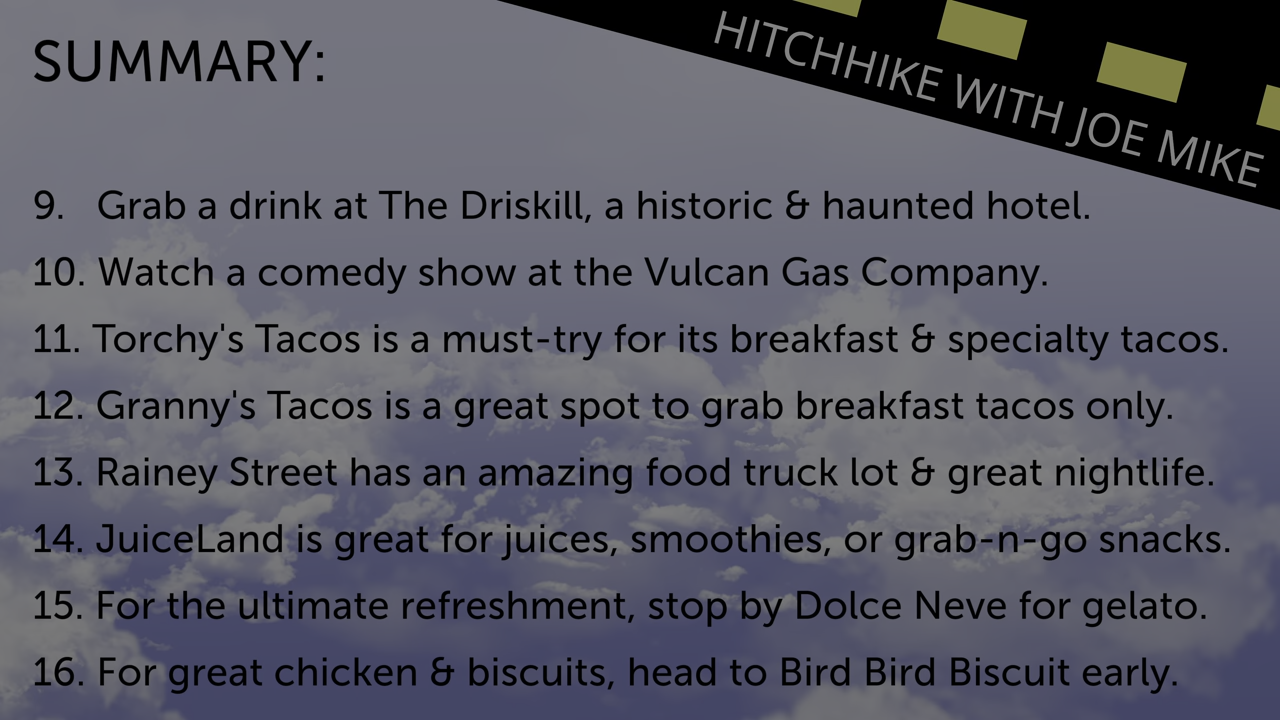 SUMMARY:
HITCHHIKE WITH JOE MIKE
9. Grab a drink at The Driskill, a historic & haunted hotel.
10. Watch a comedy show at the Vulcan Gas Company.
11. Torchy's Tacos is a must-try for its breakfast & specialty tacos.
12. Granny's Tacos is a great spot to grab breakfast tacos only.
13. Rainey Street has an amazing food truck lot & great nightlife.
14. JuiceLand is great for juices, smoothies, or grab-n-go snacks.
15. For the ultimate refreshment, stop by Dolce Neve for gelato.
16. For great chicken & biscuits, head to Bird Bird Biscuit early.